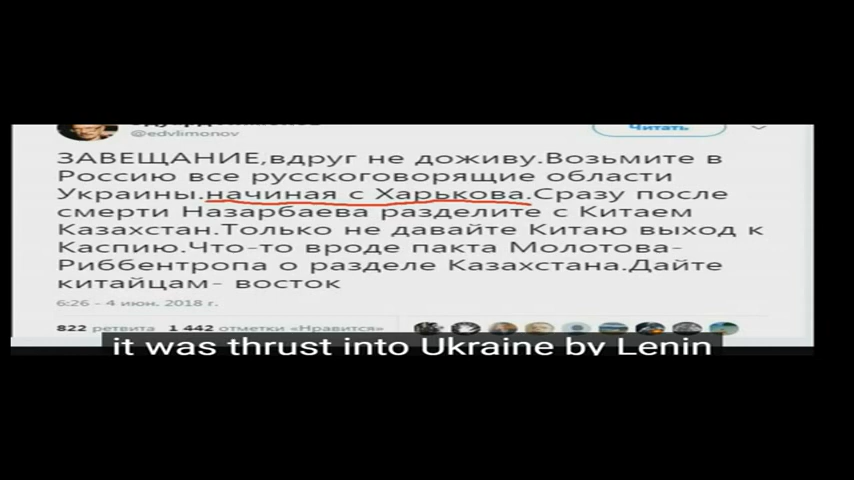 @edvlimonov
Читать
ЗАВЕЩАНИЕ,вдруг не доживу.Возьмите в
Россию все русскоговорящие области
Украины.начиная с Харькова.Сразу после
смерти Назарбаева разделите с Китаем
Казахстан.Только не давайте Китаю выход к
Каспию.Что-то вроде пакта Молотова-
Риббентропа о разделе Казахстана.Дайте
китайцам- восток
6:26 - 4 июн. 2018 г.
822 ретвита 1 442 отметки «Нравится»
it was thrust into Ukraine by Lenin